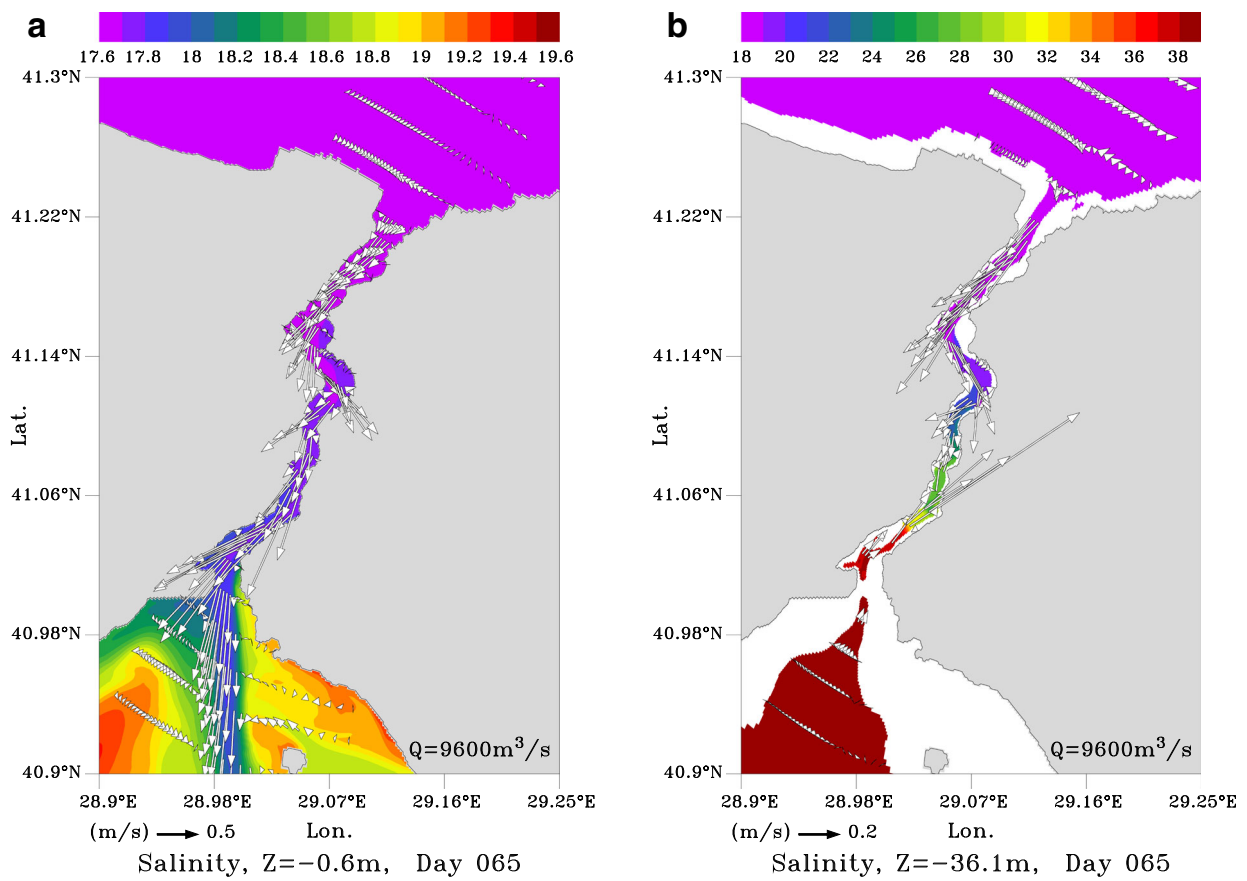 a
17.6 17.8 18 18.2 18.4 18.6 18.8 19 19.2 19.4 19.6
41.3°N
41.22°N
41.14°N
41.06°N
40.98°N
40.9°N
Lat.
Q=9600m³/s
28.9°E 28.98°E 29.07°E 29.16°E 29.25°E
(m/s) 0.5 Lon.
Salinity, Z=−0.6m, Day 065
b
18 20 22 24 26 28 30 32 34 36 38
41.3°N
41.22°N
41.14°N
41.06°N
40.98°N
40.9°N
Lat.
Q=9600m³/s
28.9°E 28.98°E 29.07°E 29.16°E 29.25°E
(m/s) 0.2 Lon.
Salinity, Z=−36.1m, Day 065